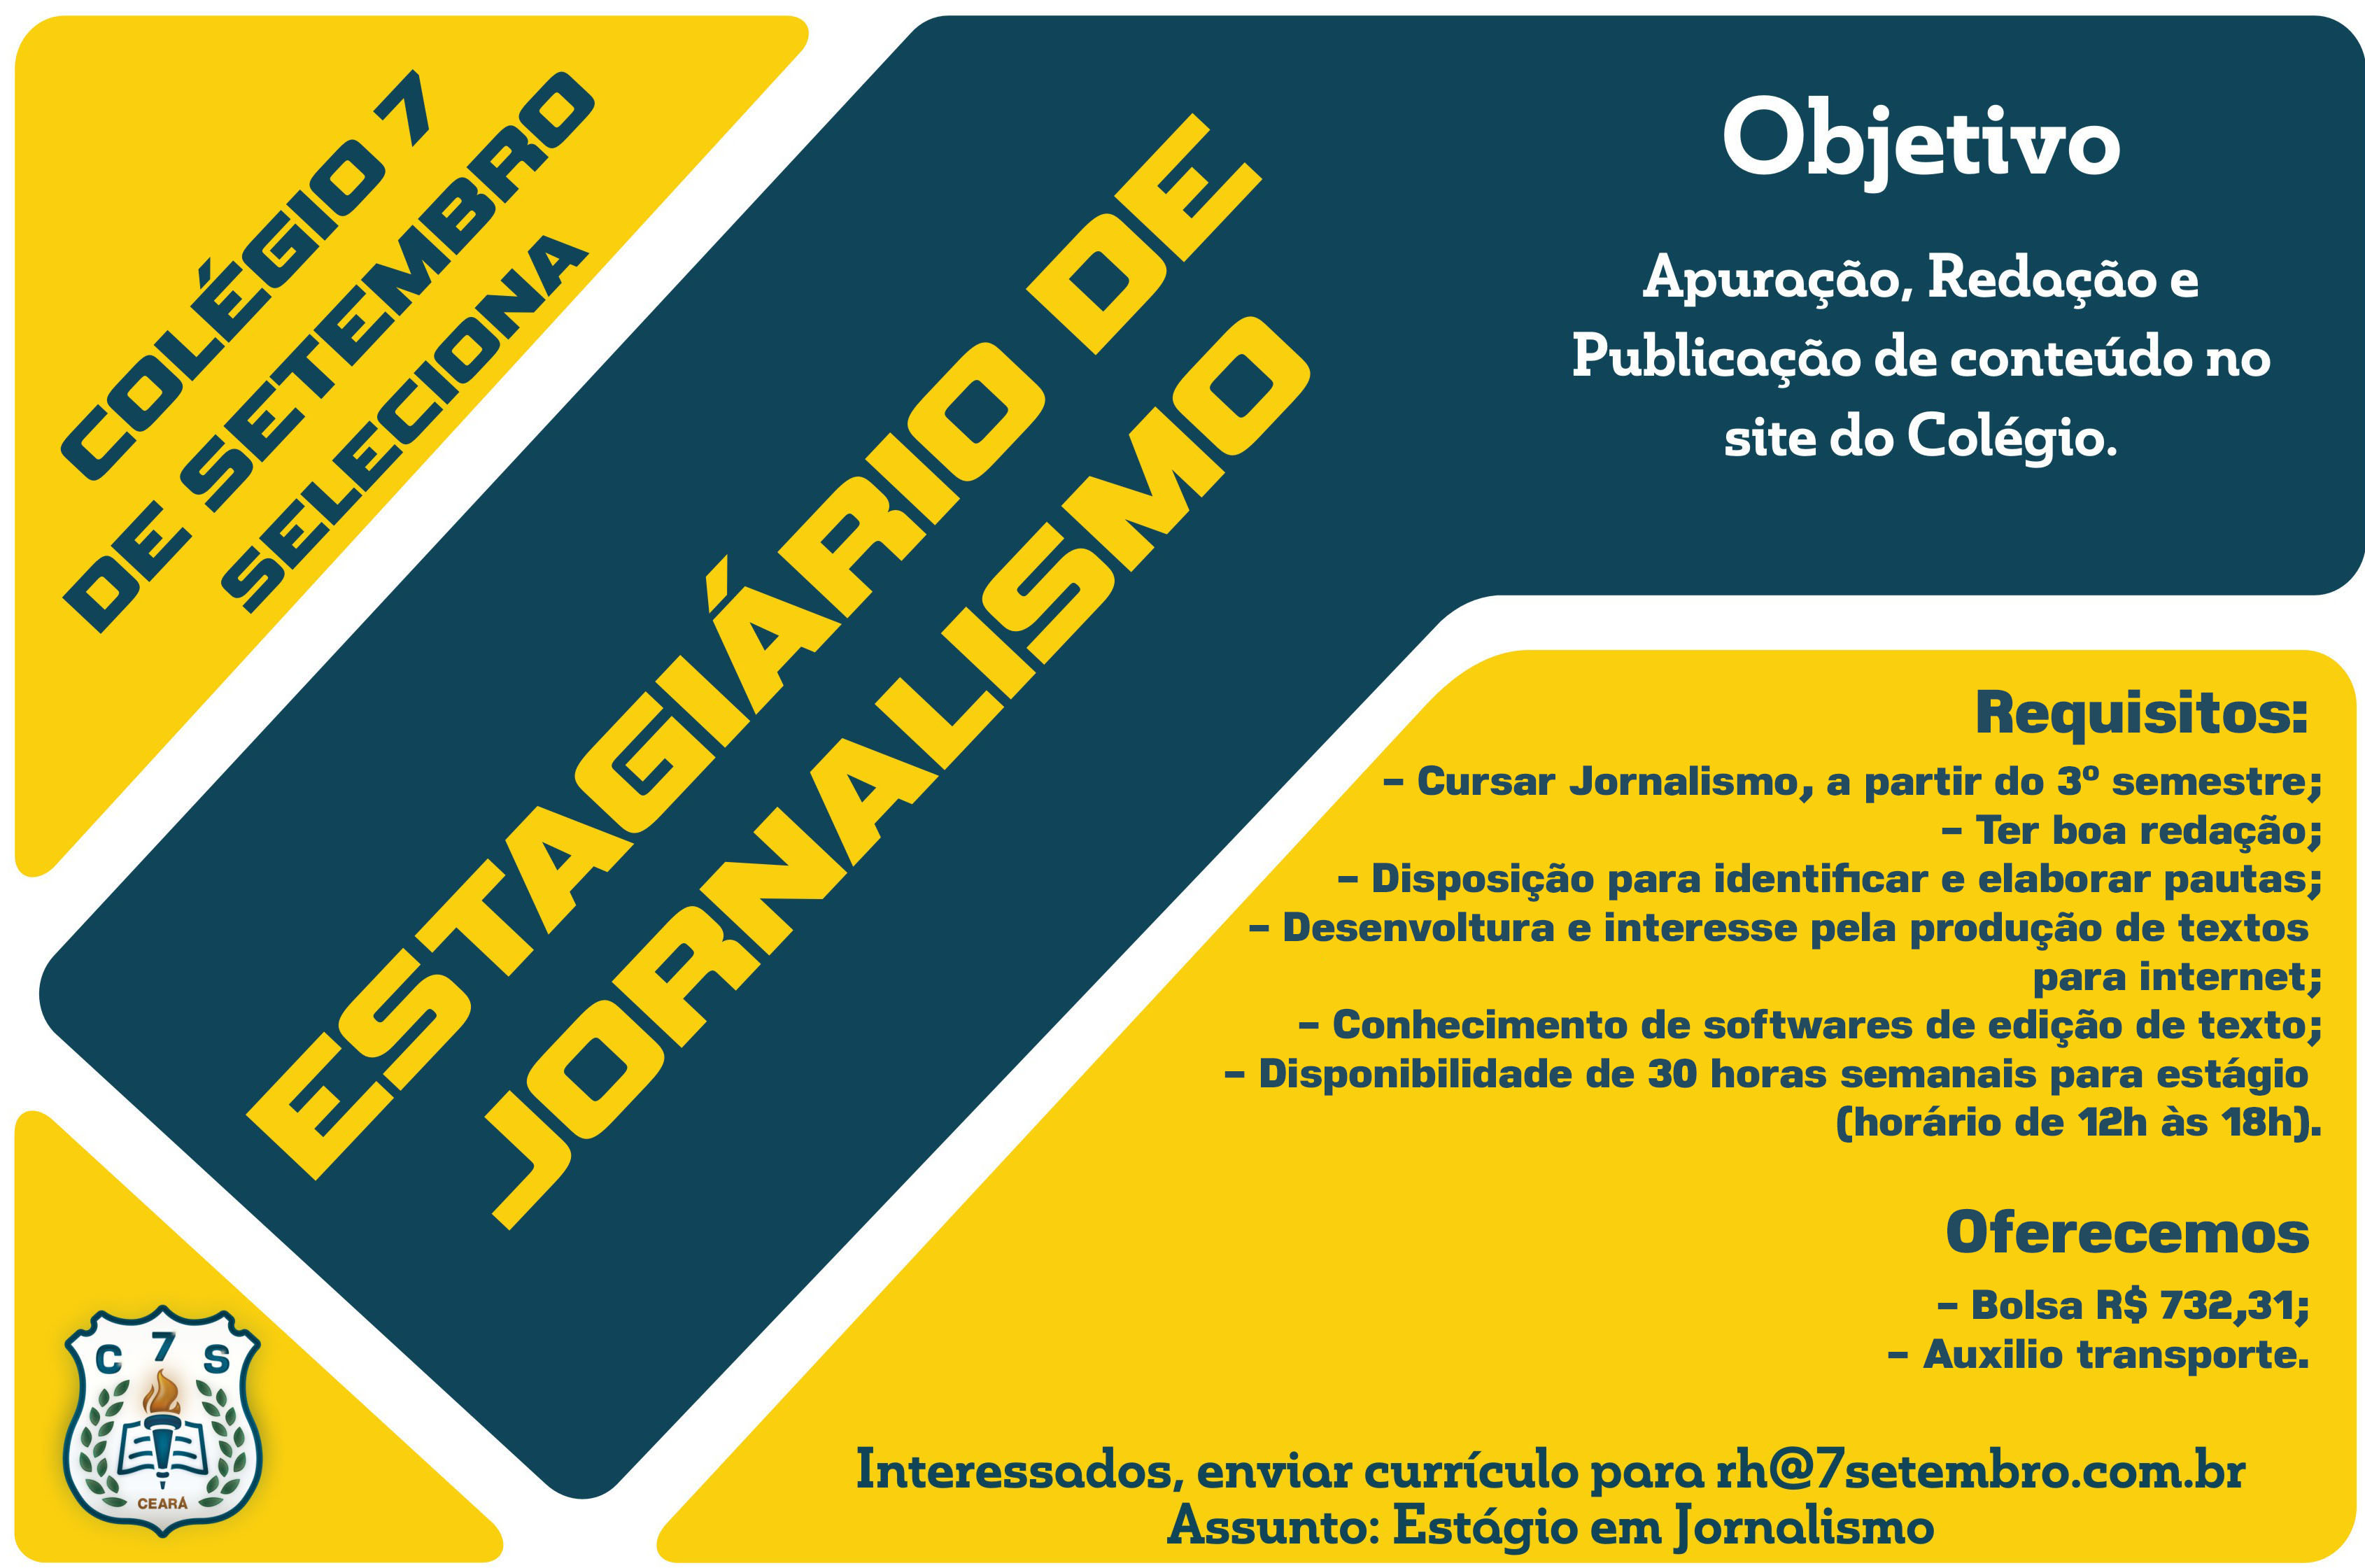 COLÉGIO 7
DE SETEMBRO
SELECIONA
ESTAGIÁRIO DE
JORNALISMO
Objetivo
Apuração, Redação e
Publicação de conteúdo no
site do Colégio.
Requisitos:
– Cursar Jornalismo, a partir do 3º semestre;
– Ter boa redação;
– Disposição para identificar e elaborar pautas;
– Desenvoltura e interesse pela produção de textos
para internet;
– Conhecimento de softwares de edição de texto;
– Disponibilidade de 30 horas semanais para estágio
(horário de 12h às 18h).
Oferecemos
– Bolsa R$ 732,31;
– Auxilio transporte.
Interessados, enviar currículo para rh@7setembro.com.br
Assunto: Estágio em Jornalismo
C 7 S
CEARÁ